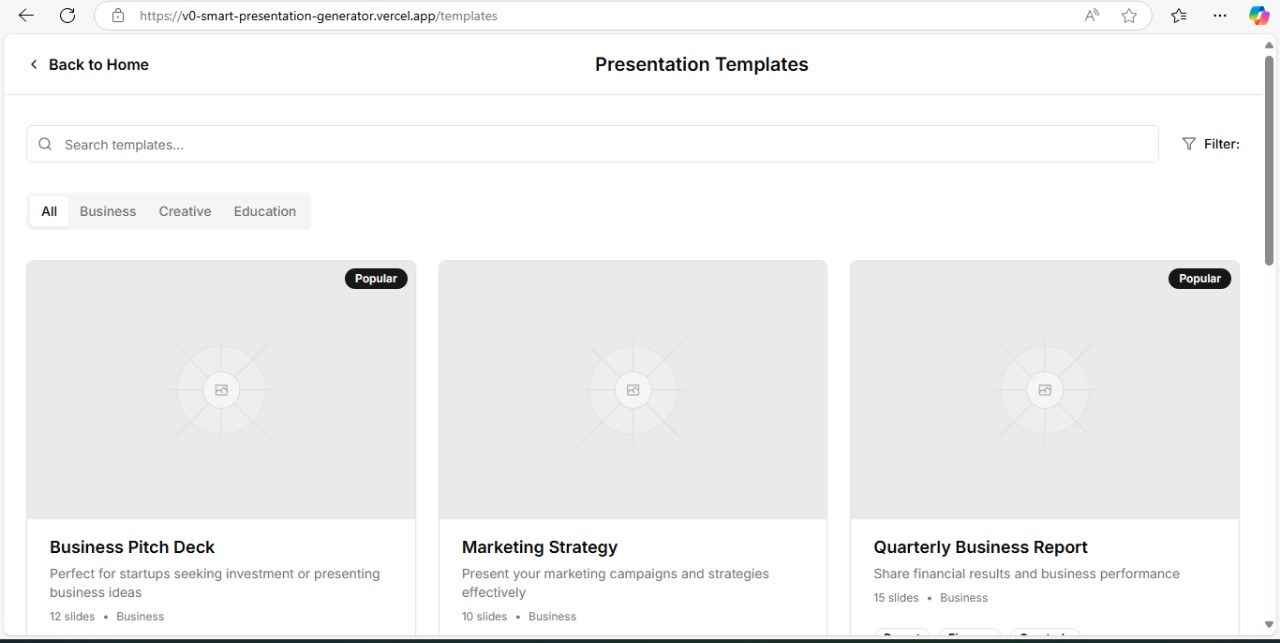 https://v0-smart-presentation-generator.vercel.app/templates
Back to Home
Presentation Templates
Search templates...
Filter:
All
Business
Creative
Education
Popular
Popular
Business Pitch Deck
Perfect for startups seeking investment or presenting
business ideas
12 slides • Business
Marketing Strategy
Present your marketing campaigns and strategies
effectively
10 slides • Business
Quarterly Business Report
Share financial results and business performance
15 slides • Business